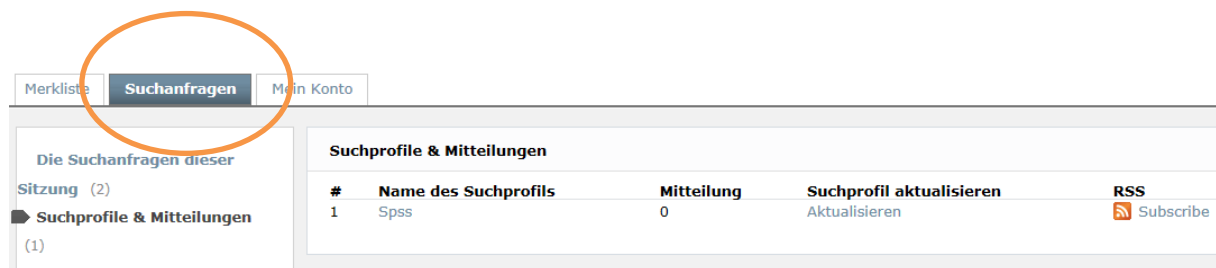 Merkliste Suchanfragen Mein Konto
Die Suchanfragen dieser
Sitzung (2)
Suchprofile & Mitteilungen
(1)
Suchprofile & Mitteilungen
# Name des Suchprofils Mitteilung Suchprofil aktualisieren RSS
1 Spss 0 Aktualisieren Subscribe